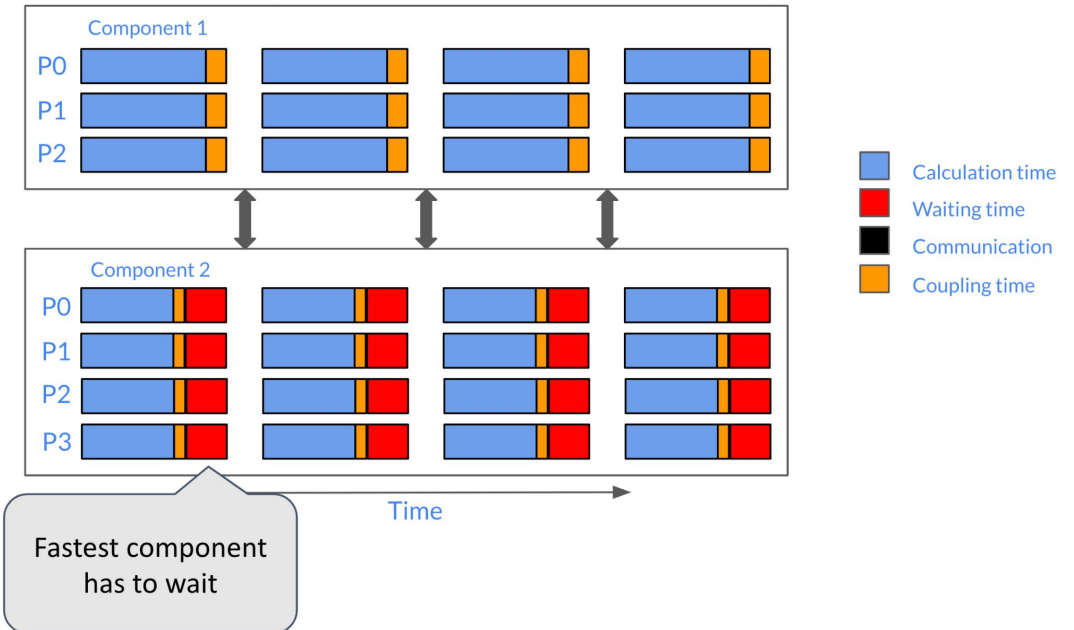 Component 1
P0
P1
P2
Calculation time
Waiting time
Communication
Coupling time
Component 2
P0
P1
P2
P3
Time
Fastest component
has to wait